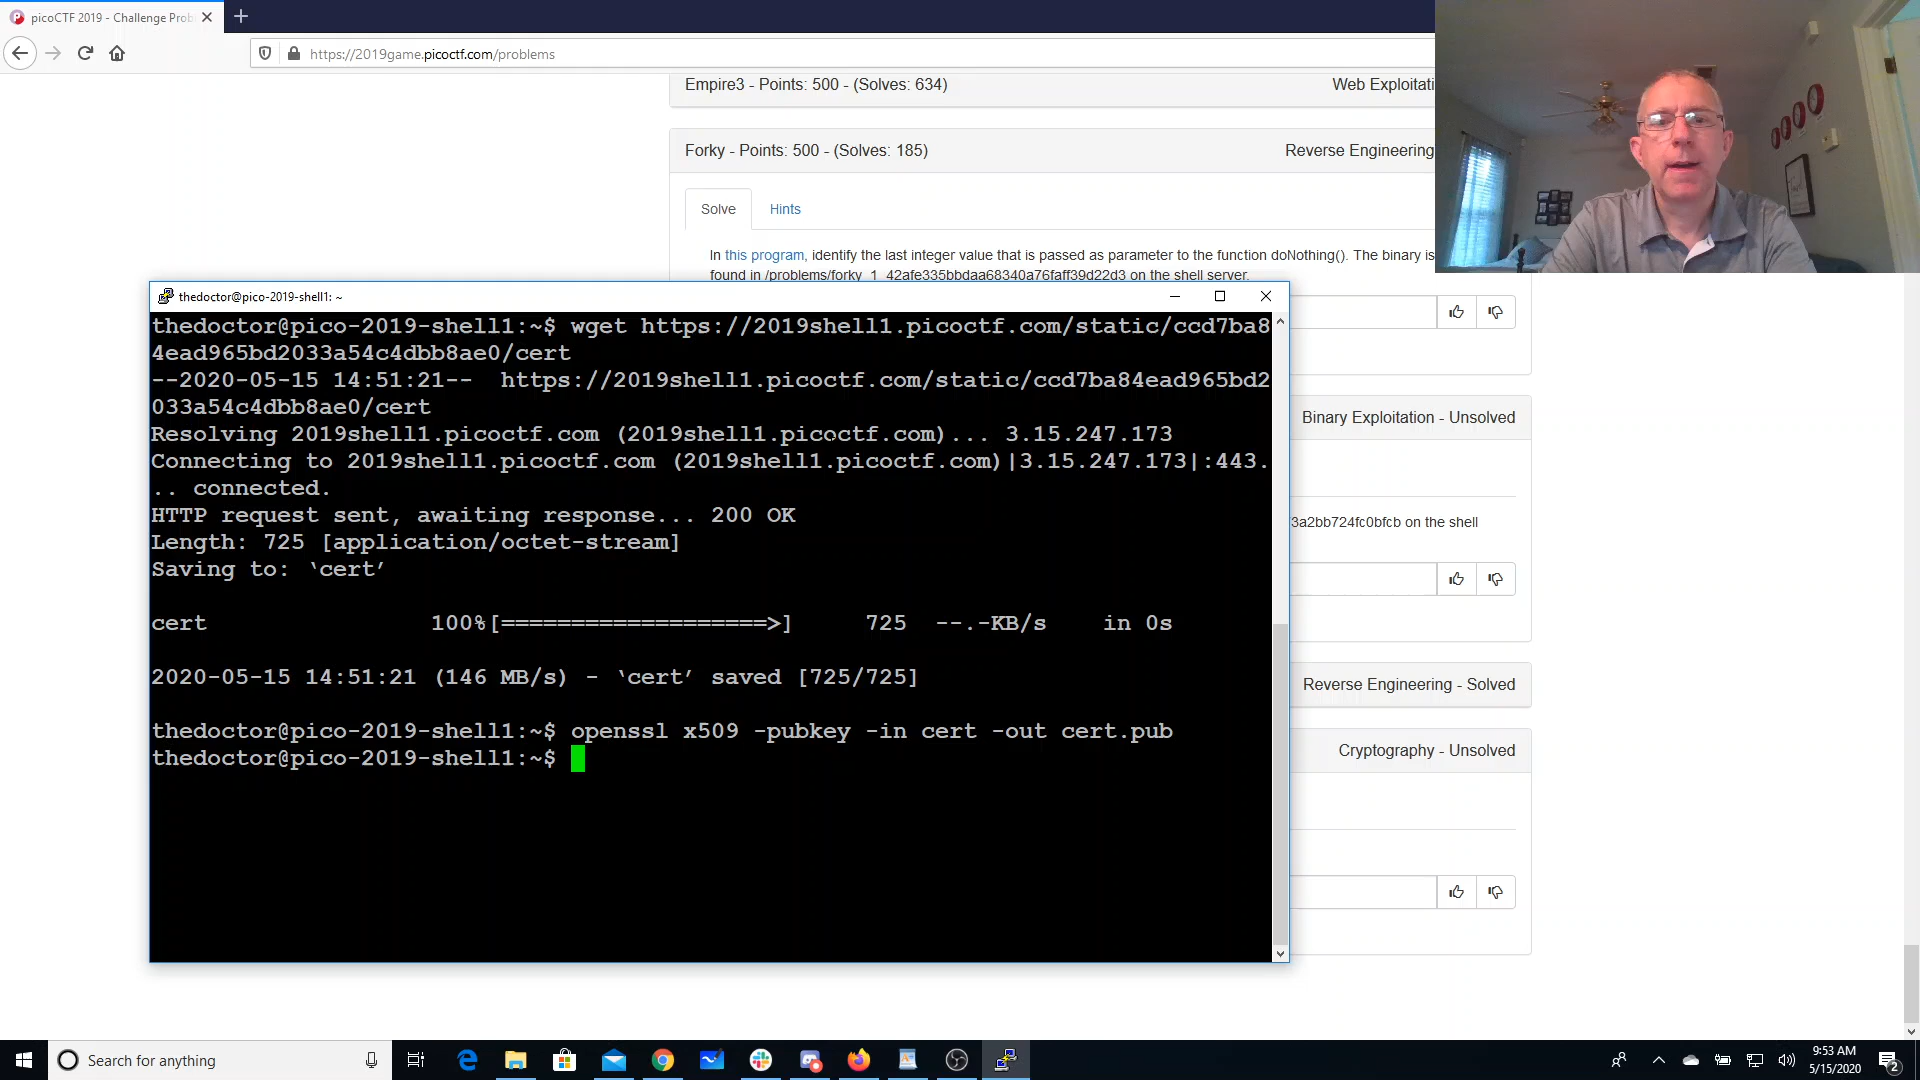 picoCTF 2019 - Challenge Prob
https://2019game.picoctf.com/problems
Empire3 - Points: 500 - (Solves: 634)
Web Exploitati
Forky - Points: 500 - (Solves: 185)
Reverse Engineering
Solve
Hints
In this program, identify the last integer value that is passed as parameter to the function doNothing(). The binary is
found in /problems/forky_1_42afe335bbdaa68340a76faff39d22d3 on the shell server.
thedoctor@pico-2019-shell1: ~
thedoctor@pico-2019-shell1:~$ wget https://2019shell1.picoctf.com/static/ccd7ba8
4ead965bd2033a54c4dbb8ae0/cert
--2020-05-15 14:51:21--  https://2019shell1.picoctf.com/static/ccd7ba84ead965bd2
033a54c4dbb8ae0/cert
Resolving 2019shell1.picoctf.com (2019shell1.picoctf.com)... 3.15.247.173
Connecting to 2019shell1.picoctf.com (2019shell1.picoctf.com)|3.15.247.173|:443.
.. connected.
HTTP request sent, awaiting response... 200 OK
Length: 725 [application/octet-stream]
Saving to: ‘cert’
cert 100%[===================>] 725 --.-KB/s in 0s
2020-05-15 14:51:21 (146 MB/s) - ‘cert’ saved [725/725]
thedoctor@pico-2019-shell1:~$ openssl x509 -pubkey -in cert -out cert.pub
thedoctor@pico-2019-shell1:~$
Binary Exploitation - Unsolved
3a2bb724fc0bfcb on the shell
Reverse Engineering - Solved
Cryptography - Unsolved
Search for anything
9:53 AM
5/15/2020
2